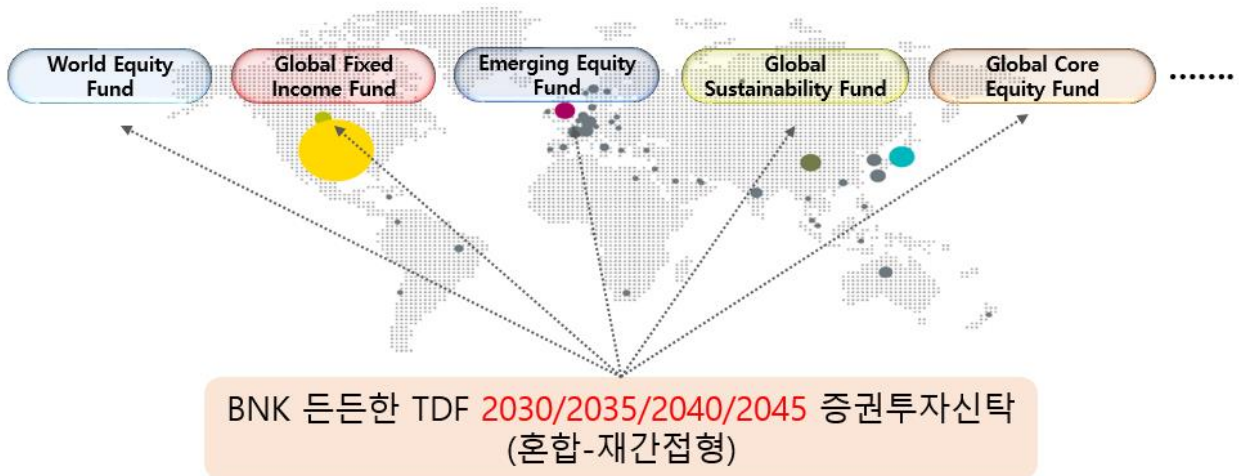 World Equity
Fund
Global Fixed
Income Fund
Emerging Equity
Fund
Global
Sustainability Fund
Global Core
Equity Fund
.......
BNK 든든한 TDF 2030/2035/2040/2045 증권투자신탁
(혼합-재간접형)